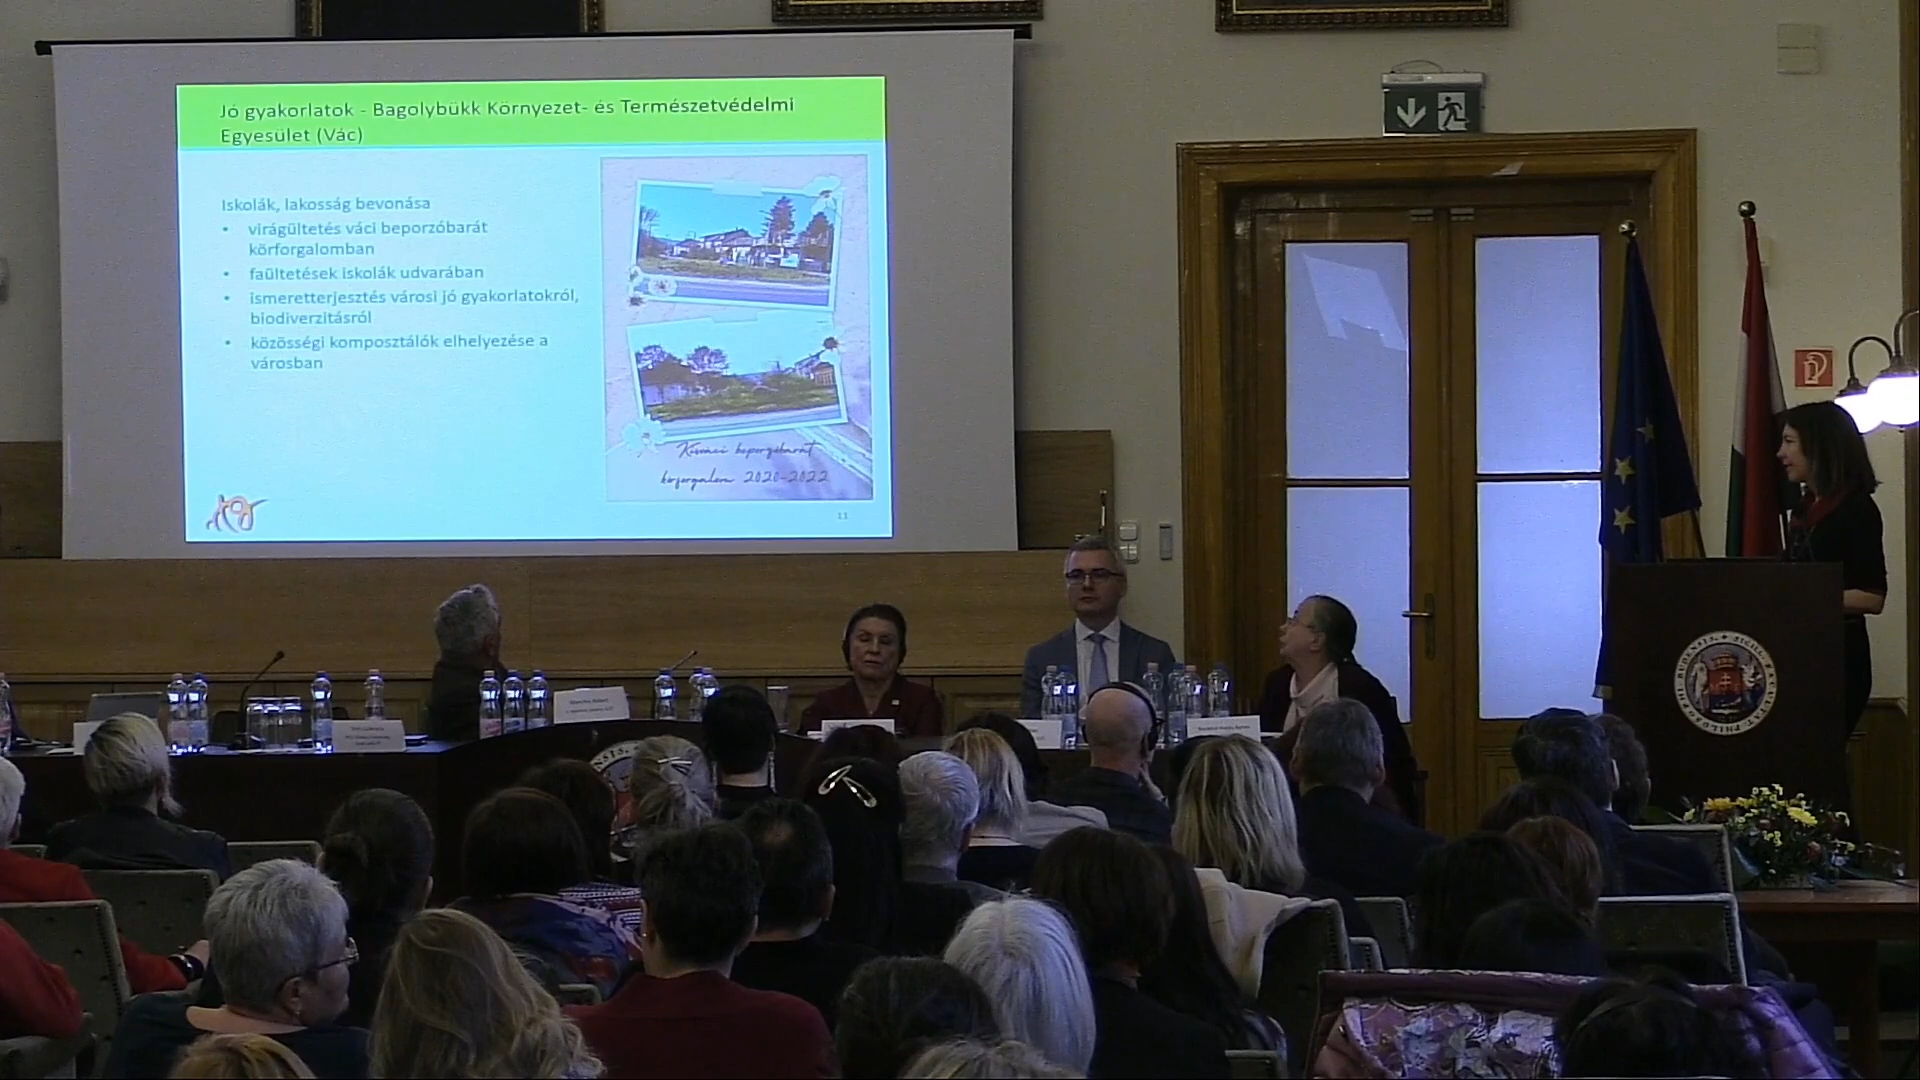 Jó gyakorlatok - Bagolybükk Környezet- és Természetvédelmi
Egyesület (Vác)
Iskolák, lakosság bevonása
• virágültetés váci beporzóbarát
körforgalomban
• faültetések iskolák udvarában
• ismeretterjesztés városi jó gyakorlatokról,
biodiverzitásról
• közösségi komposztálók elhelyezése a
városban
Kisváci beporzóbarát
körforgalom 2020-2022
11